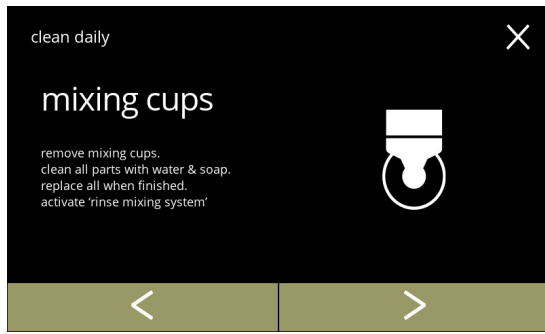 clean daily
mixing cups
remove mixing cups.
clean all parts with water & soap.
replace all when finished.
activate ‘rinse mixing system’